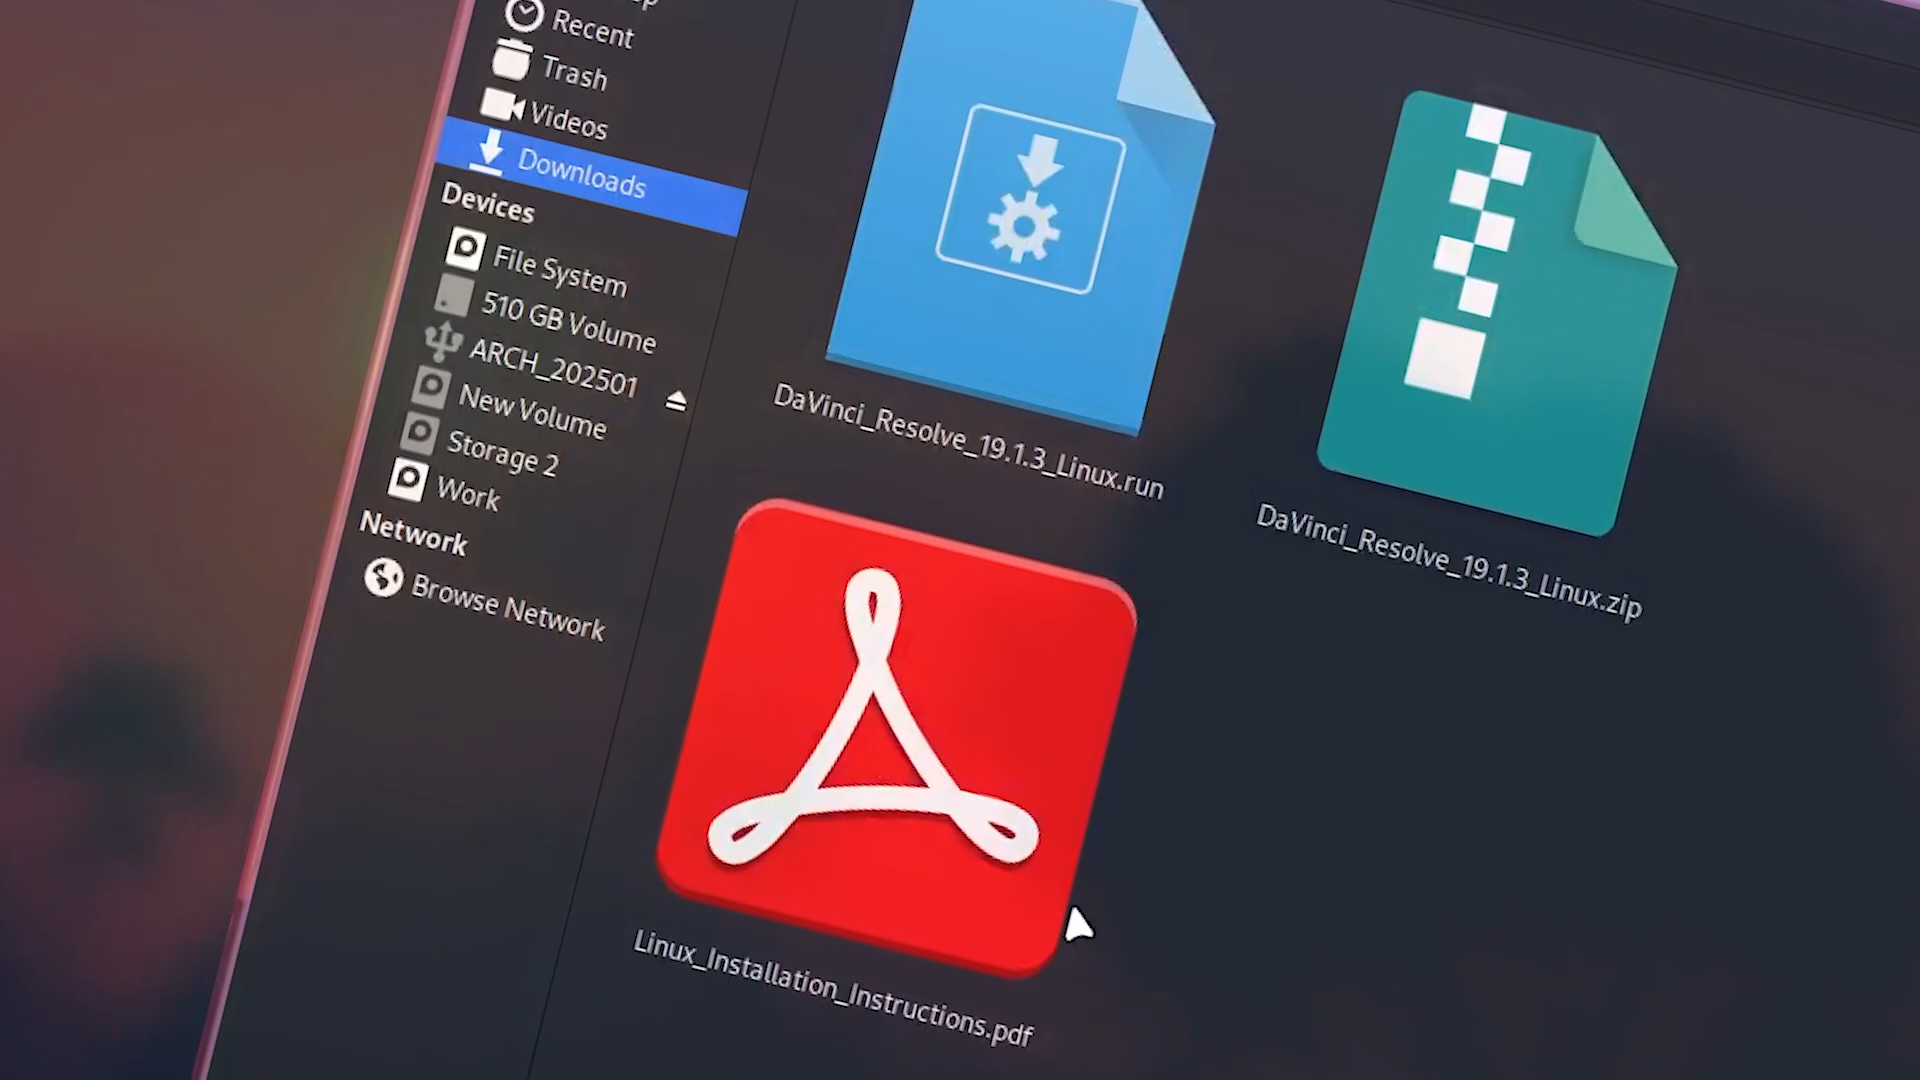 Recent
Trash
Videos
Downloads
Devices
File System
510 GB Volume
ARCH_202501
New Volume
Storage 2
Work
Network
Browse Network
DaVinci_Resolve_19.1.3_Linux.run
DaVinci_Resolve_19.1.3_Linux.zip
Linux_Installation_Instructions.pdf